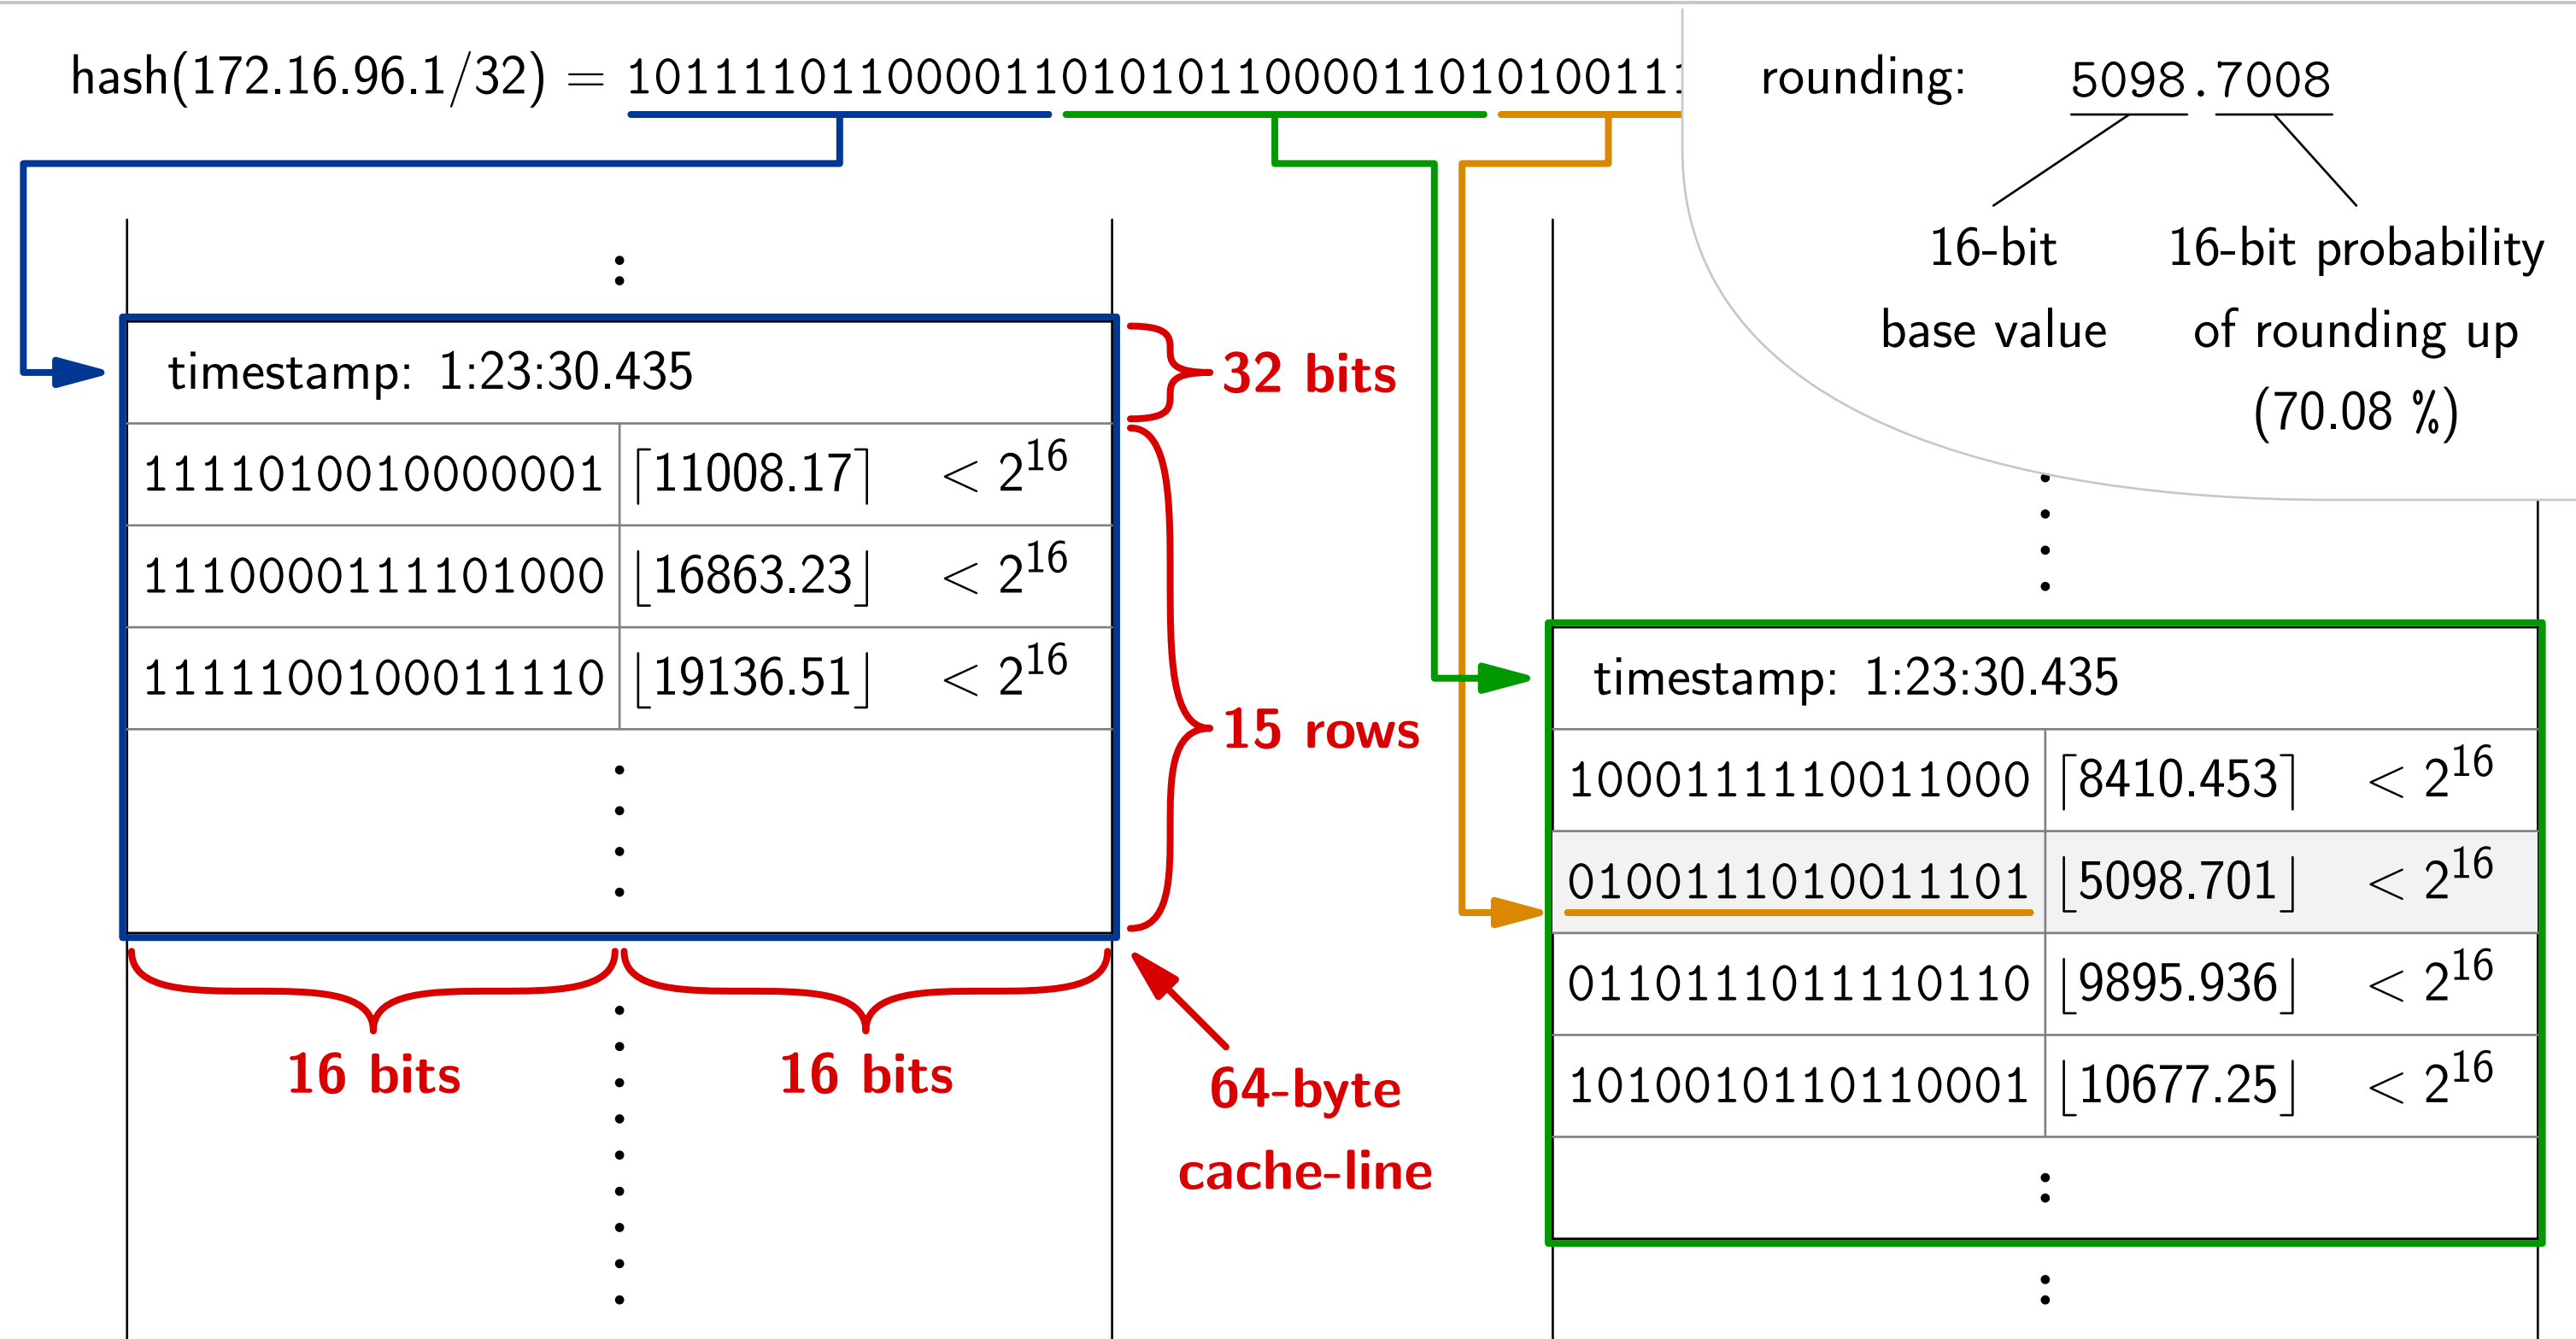 hash(172.16.96.1/32) = 1011110110000110101011000011010100111
rounding: 5098.7008
16-bit
base value
16-bit probability
of rounding up
(70.08 %)
timestamp: 1:23:30.435
1111010010000001 ⌈11008.17⌉ < 2^16
1110000111101000 ⌊16863.23⌋ < 2^16
1111100100011110 ⌊19136.51⌋ < 2^16
32 bits
15 rows
16 bits
16 bits
64-byte
cache-line
timestamp: 1:23:30.435
1000111110011000 ⌈8410.453⌉ < 2^16
0100111010011101 ⌊5098.701⌋ < 2^16
0110111011110110 ⌊9895.936⌋ < 2^16
1010010110110001 ⌊10677.25⌋ < 2^16